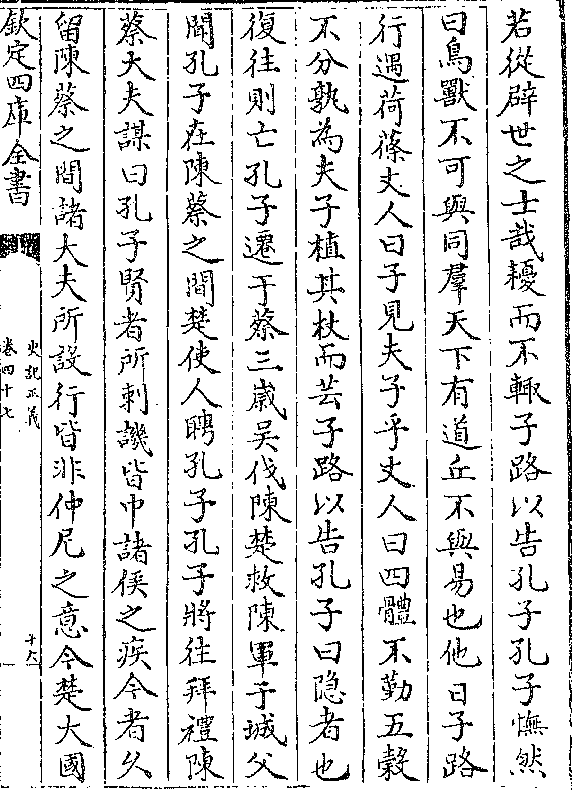 若從辟世之士哉耰而不輟子路以告孔子孔子憮然
曰鳥獸不可與同羣天下有道丘不與易也他日子路
行遇荷蓧丈人曰子見夫子乎丈人曰四體不勤五穀
不分孰為夫子植其杖而芸子路以告孔子曰隠者也
復往則亡孔子遷于蔡三歳吳伐陳楚救陳軍于城父
聞孔子在陳蔡之間楚使人聘孔子孔子將往拜禮陳
蔡大夫謀曰孔子賢者所刺譏皆中諸侯之疾今者乆
留陳蔡之間諸大夫所設行皆非仲尼之意今楚大國
欽定四庫全書
史記正義
卷四十七
十六